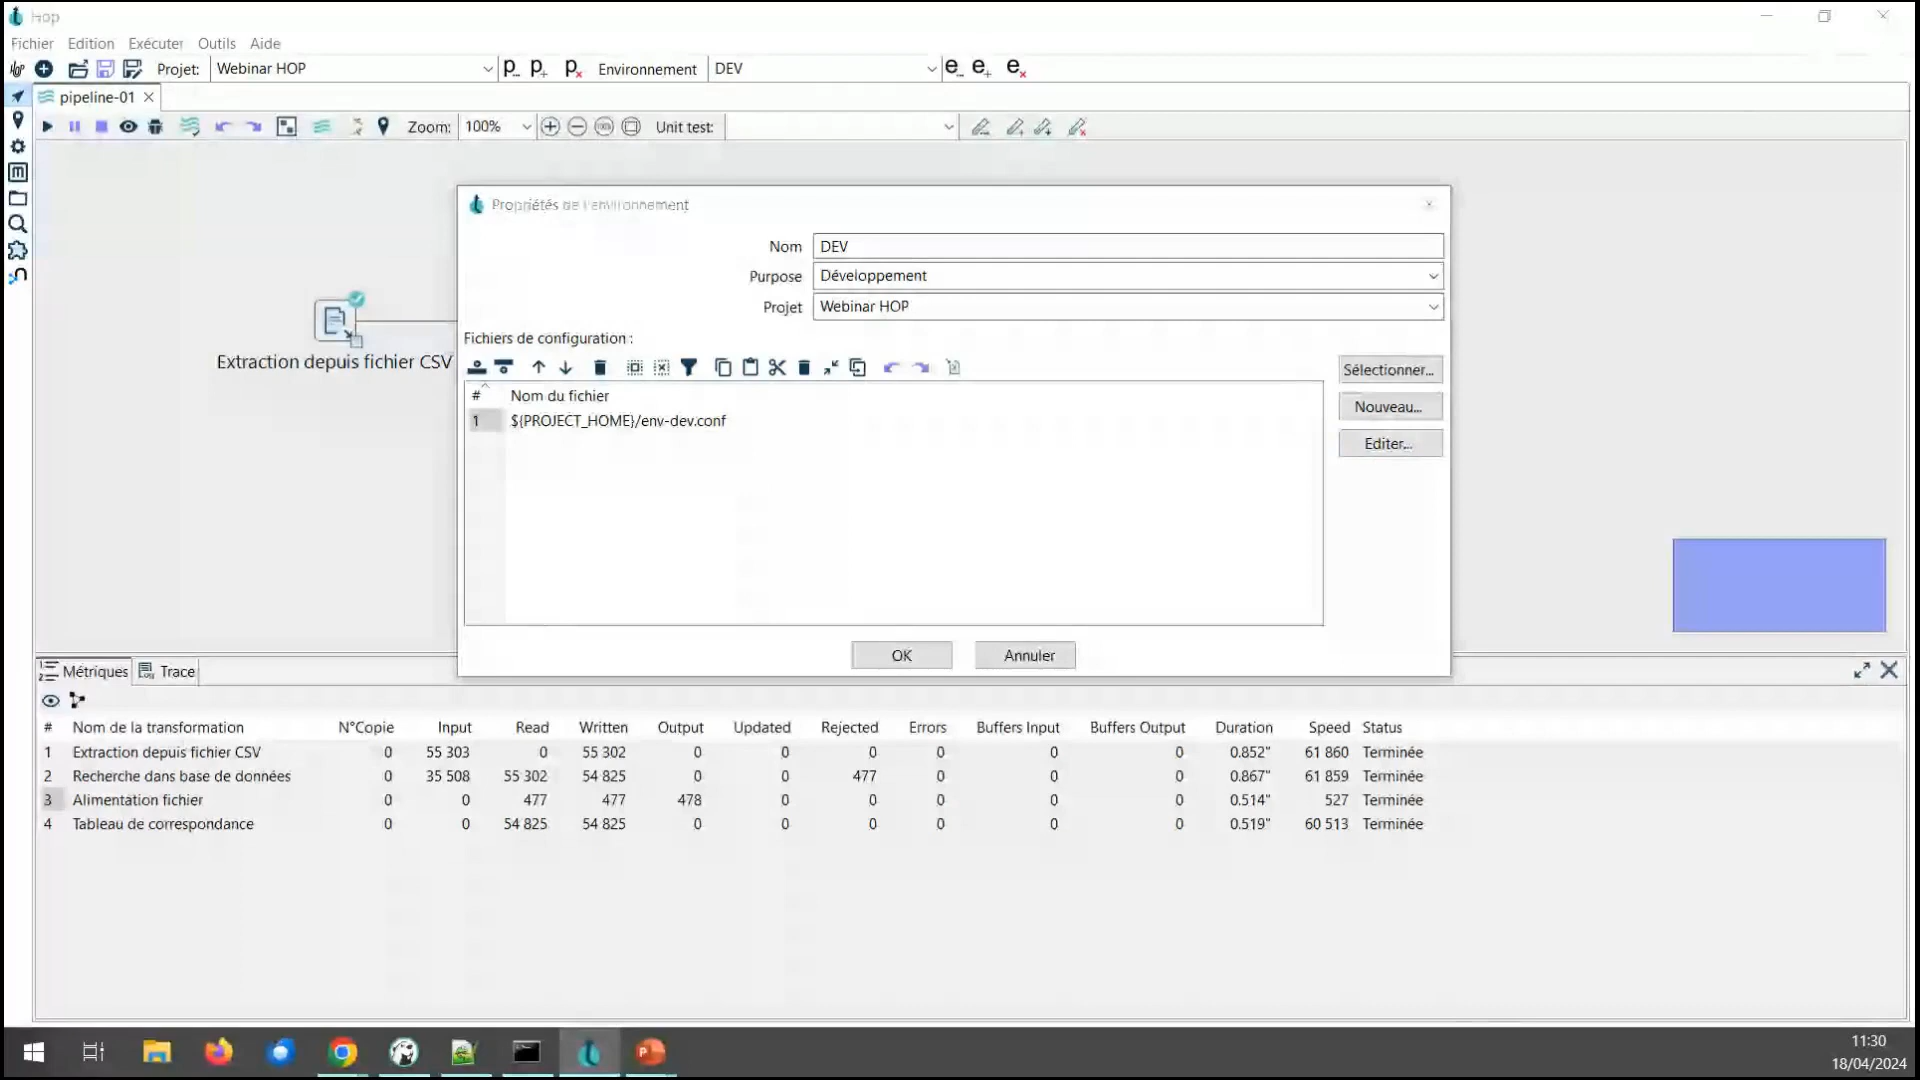 Hop
Fichier Edition Exécuter Outils Aide
Hop Projet: Webinar HOP p p+ px Environnement DEV e e+ ex
pipeline-01
Zoom: 100% Unit test:
Propriétés de l'environnement
Nom DEV
Purpose Développement
Projet Webinar HOP
Fichiers de configuration :
Sélectionner...
# Nom du fichier
Nouveau...
1 ${PROJECT_HOME}/env-dev.conf
Editer...
Extraction depuis fichier CSV
OK Annuler
Métriques Trace
# Nom de la transformation N°Copie Input Read Written Output Updated Rejected Errors Buffers Input Buffers Output Duration Speed Status
1 Extraction depuis fichier CSV 0 55 303 0 55 302 0 0 0 0 0 0 0.852" 61 860 Terminée
2 Recherche dans base de données 0 35 508 55 302 54 825 0 0 477 0 0 0 0.867" 61 859 Terminée
3 Alimentation fichier 0 0 477 477 478 0 0 0 0 0 0.514" 527 Terminée
4 Tableau de correspondance 0 0 54 825 54 825 0 0 0 0 0 0 0.519" 60 513 Terminée
11:30
18/04/2024